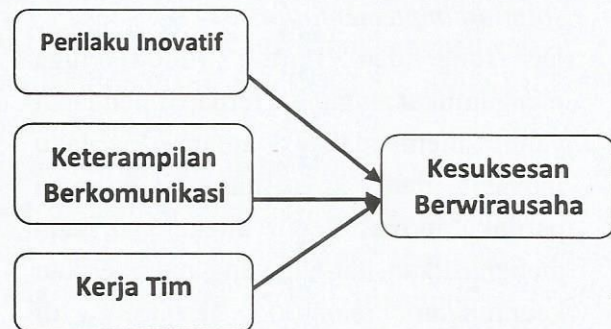 Perilaku Inovatif
Keterampilan
Berkomunikasi
Kerja Tim
Kesuksesan
Berwirausaha